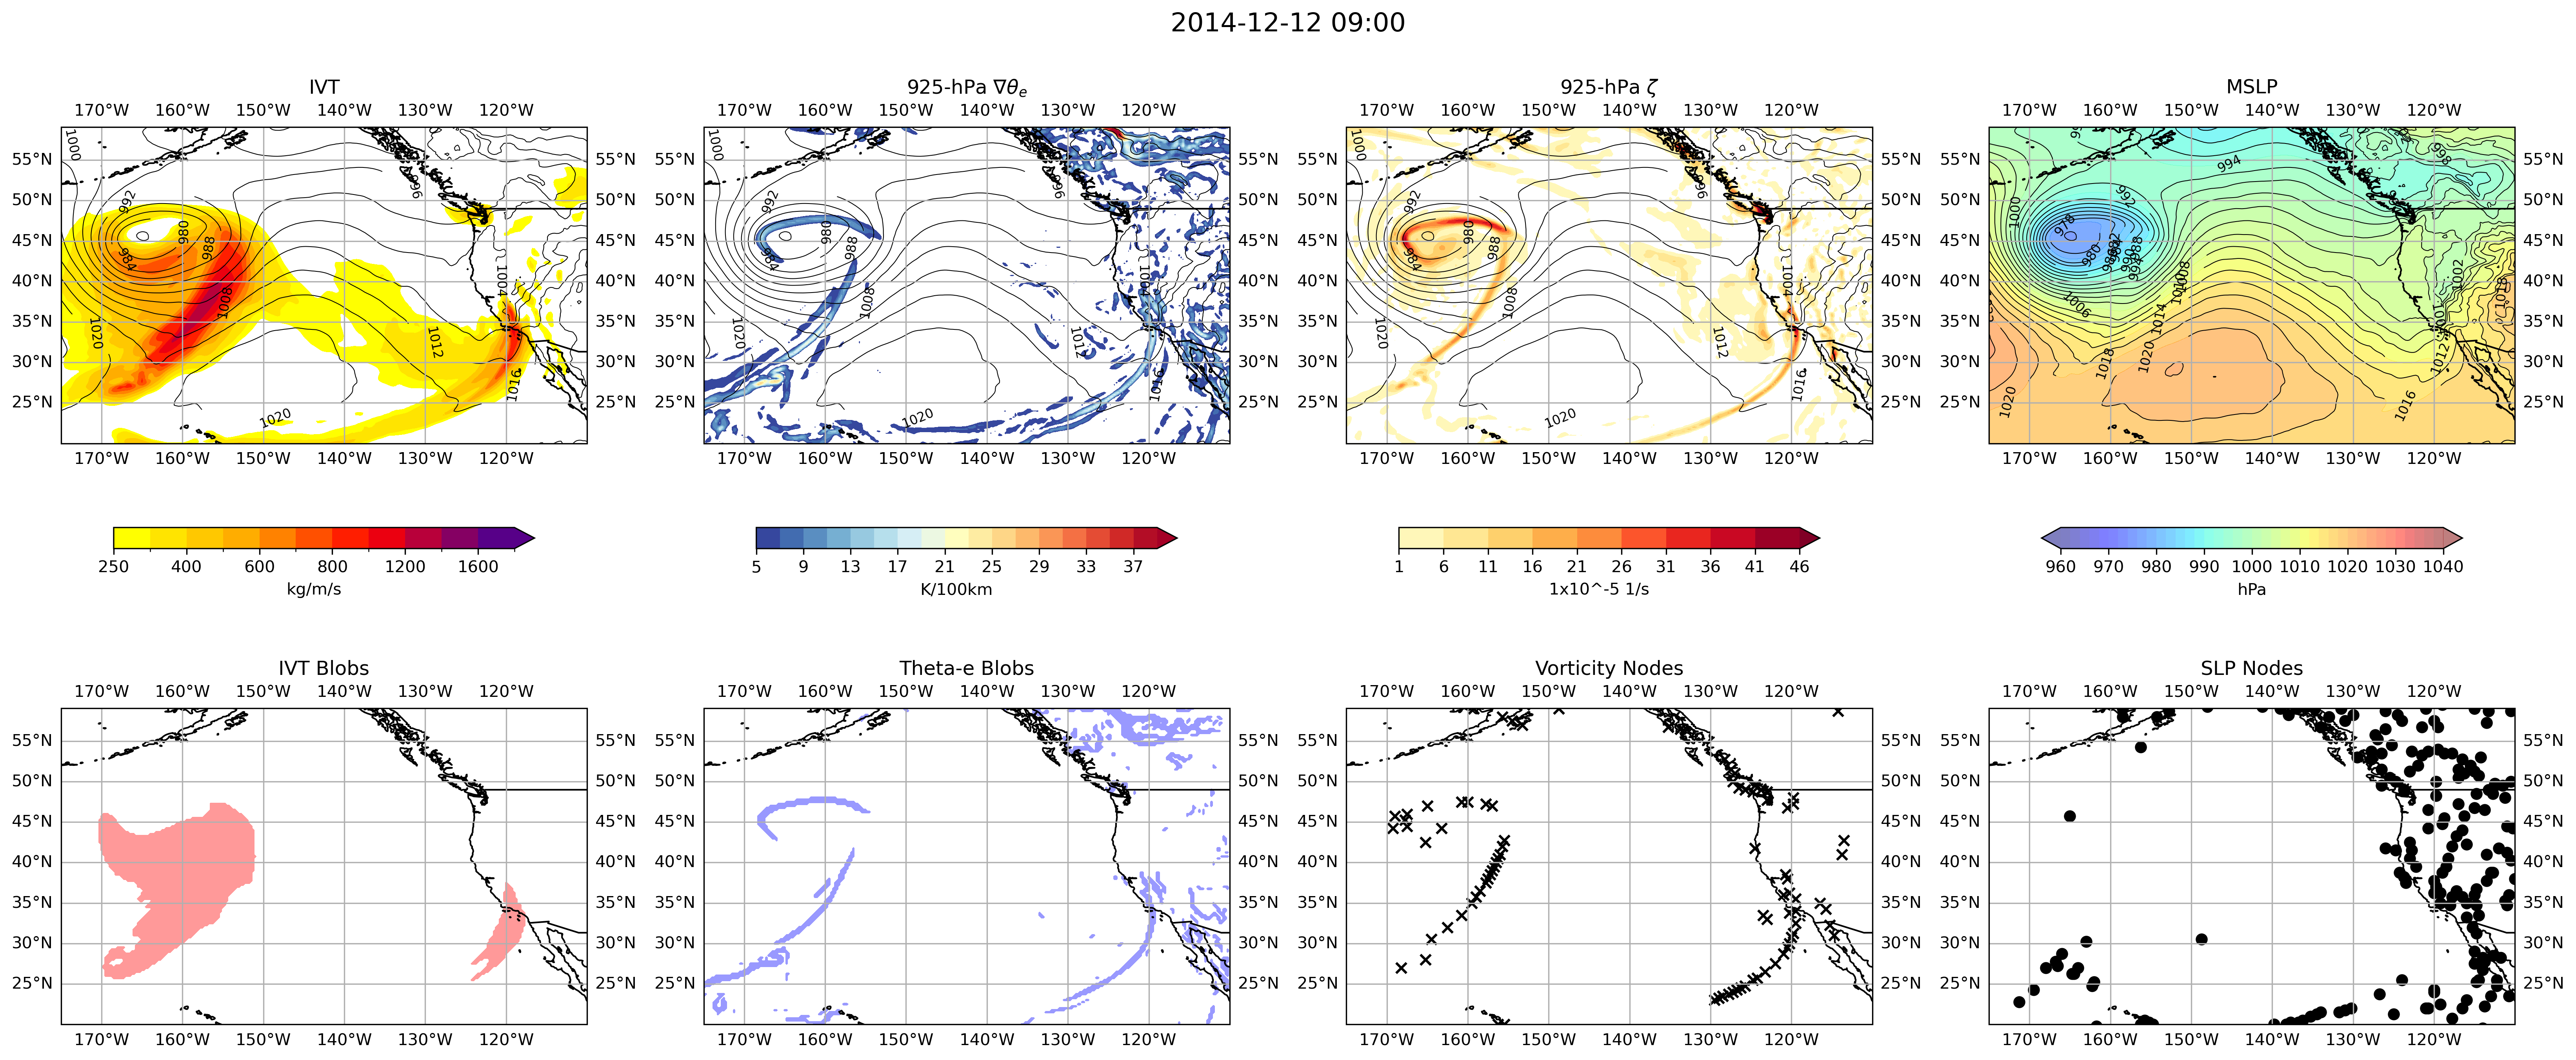 2014-12-12 09:00
IVT
925-hPa ∇θe
925-hPa ζ
MSLP
170°W 160°W 150°W 140°W 130°W 120°W
170°W 160°W 150°W 140°W 130°W 120°W
170°W 160°W 150°W 140°W 130°W 120°W
170°W 160°W 150°W 140°W 130°W 120°W
55°N 55°N 55°N 55°N 55°N 55°N 55°N 55°N
50°N 50°N 50°N 50°N 50°N 50°N 50°N 50°N
45°N 45°N 45°N 45°N 45°N 45°N 45°N 45°N
40°N 40°N 40°N 40°N 40°N 40°N 40°N 40°N
35°N 35°N 35°N 35°N 35°N 35°N 35°N 35°N
30°N 30°N 30°N 30°N 30°N 30°N 30°N 30°N
25°N 25°N 25°N 25°N 25°N 25°N 25°N 25°N
1000 992 980 988 984 996 1008 1004 1020 1012 1016 1020
1000 992 980 988 984 996 1008 1004 1020 1012 1016 1020
1000 992 980 988 984 996 1008 1004 1020 1012 1016 1020
994 998 992 1000 978 980 988 1002 1008 1006 1014 1018 1020 1012 1016 1020
170°W 160°W 150°W 140°W 130°W 120°W
170°W 160°W 150°W 140°W 130°W 120°W
170°W 160°W 150°W 140°W 130°W 120°W
170°W 160°W 150°W 140°W 130°W 120°W
250 400 600 800 1200 1600
kg/m/s
5 9 13 17 21 25 29 33 37
K/100km
1 6 11 16 21 26 31 36 41 46
1x10^-5 1/s
960 970 980 990 1000 1010 1020 1030 1040
hPa
IVT Blobs
Theta-e Blobs
Vorticity Nodes
SLP Nodes
170°W 160°W 150°W 140°W 130°W 120°W
170°W 160°W 150°W 140°W 130°W 120°W
170°W 160°W 150°W 140°W 130°W 120°W
170°W 160°W 150°W 140°W 130°W 120°W
55°N 55°N 55°N 55°N 55°N 55°N 55°N 55°N
50°N 50°N 50°N 50°N 50°N 50°N 50°N 50°N
45°N 45°N 45°N 45°N 45°N 45°N 45°N 45°N
40°N 40°N 40°N 40°N 40°N 40°N 40°N 40°N
35°N 35°N 35°N 35°N 35°N 35°N 35°N 35°N
30°N 30°N 30°N 30°N 30°N 30°N 30°N 30°N
25°N 25°N 25°N 25°N 25°N 25°N 25°N 25°N
170°W 160°W 150°W 140°W 130°W 120°W
170°W 160°W 150°W 140°W 130°W 120°W
170°W 160°W 150°W 140°W 130°W 120°W
170°W 160°W 150°W 140°W 130°W 120°W